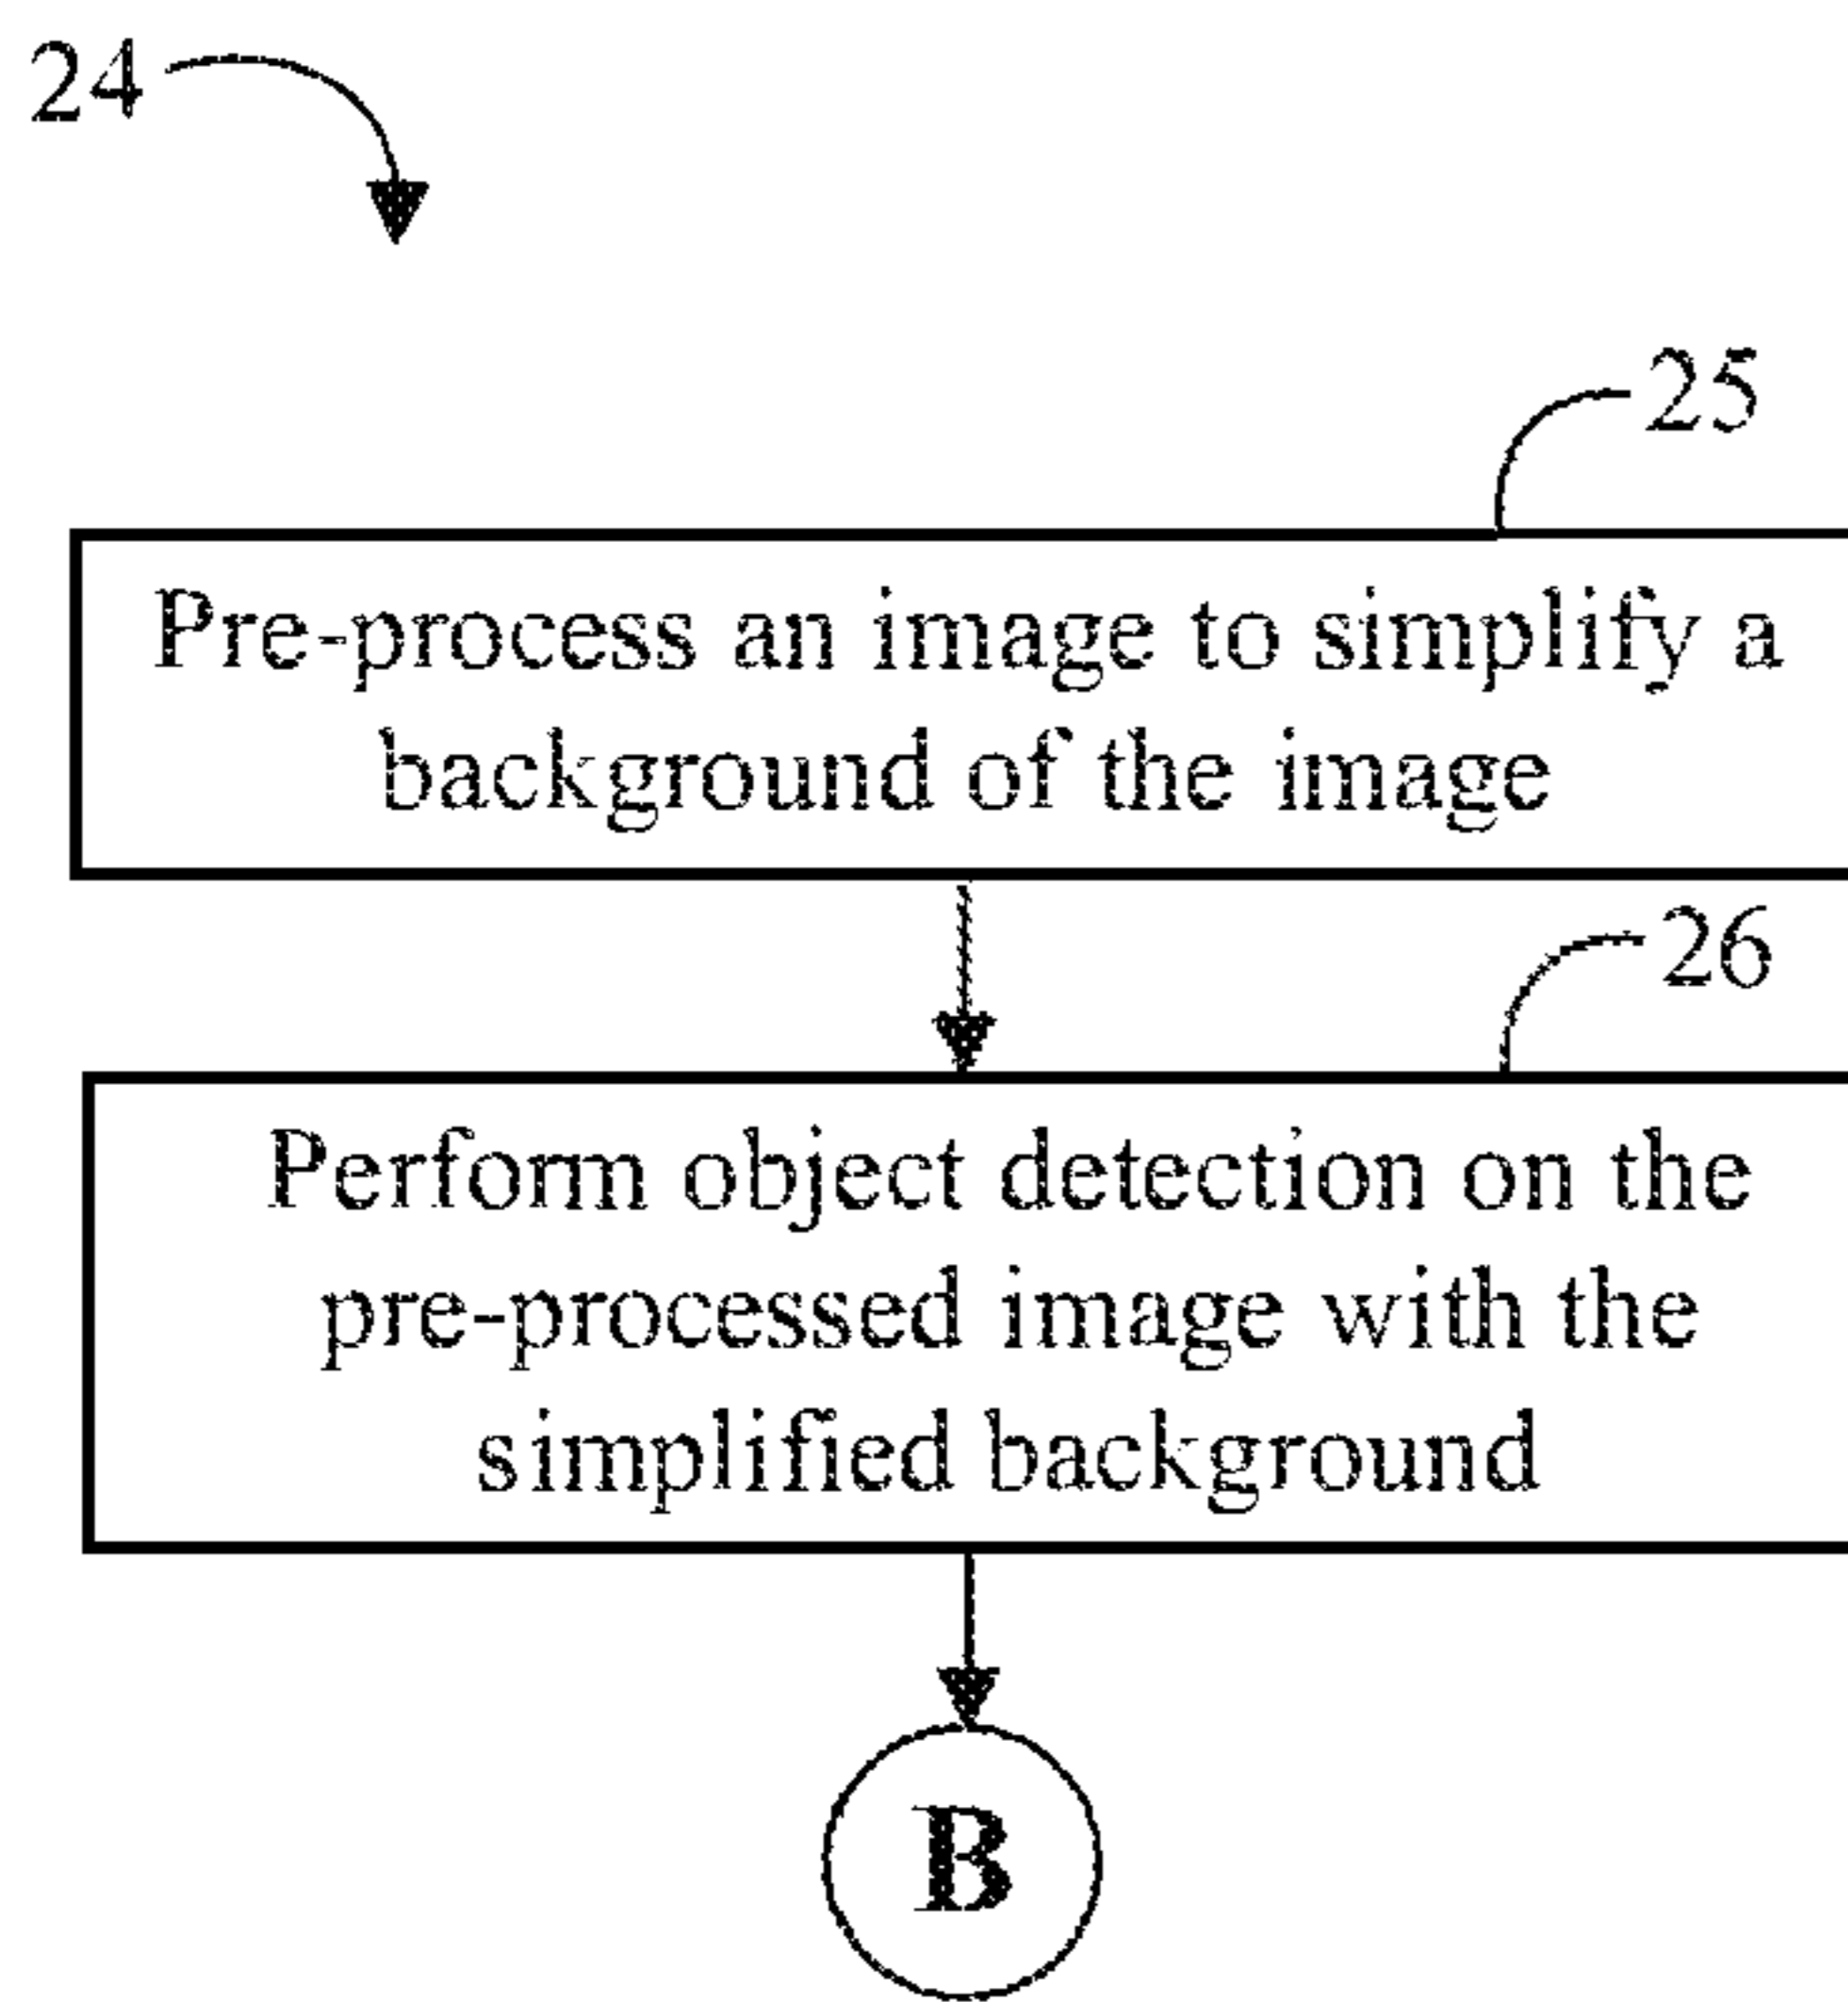 24
25
Pre-process an image to simplify a
background of the image
26
Perform object detection on the
pre-processed image with the
simplified background
B